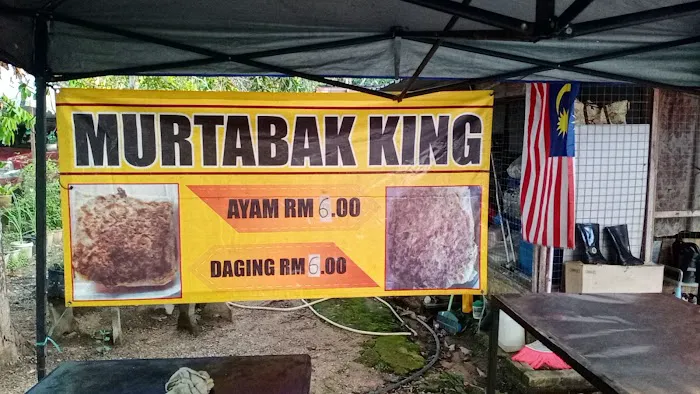 MURTABAK KING
AYAM RM 6.00
DAGING RM 6.00